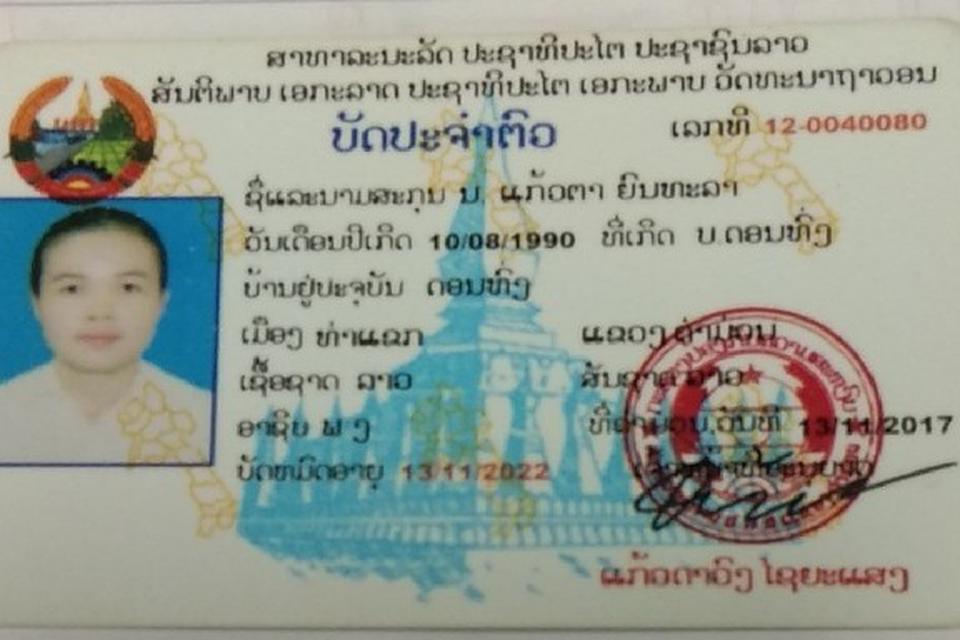 ສາທາລະນະລັດ ປະຊາທິປະໄຕ ປະຊາຊົນລາວ
ສັນຕິພາບ ເອກະລາດ ປະຊາທິປະໄຕ ເອກະພາບ ວັດທະນາຖາວອນ
ບັດປະຈຳຕົວ
ເລກທີ 12-0040080
ຊື່ແລະນາມສະກຸນ ນ. ແກ້ວຕາ ຍົນທະລາ
ວັນເດືອນປີເກີດ 10/08/1990 ທີ່ເກີດ ບ.ດອນທົ່ງ
ບ້ານຢູ່ປະຈຸບັນ ດອນທົ່ງ
ເມືອງ ທ່າແຂກ ແຂວງ ຄຳມ່ວນ
ເຊື້ອຊາດ ລາວ ສັນຊາດ ລາວ
ອາຊີບ ພ ງ ທີ່ຄຳມ່ວນ,ວັນທີ 13/11/2017
ບັດຫມົດອາຍຸ 13/11/2022
ແກ້ວດາວົງ ໄຊຍະແສງ